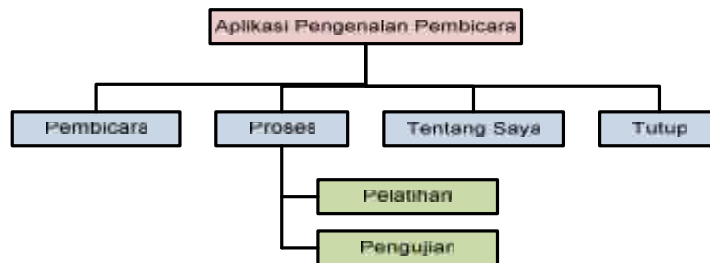 Aplikasi Pengenalan Pembicara
Pembicara
Proses
Tentang Saya
Tutup
Pelatihan
Pengujian